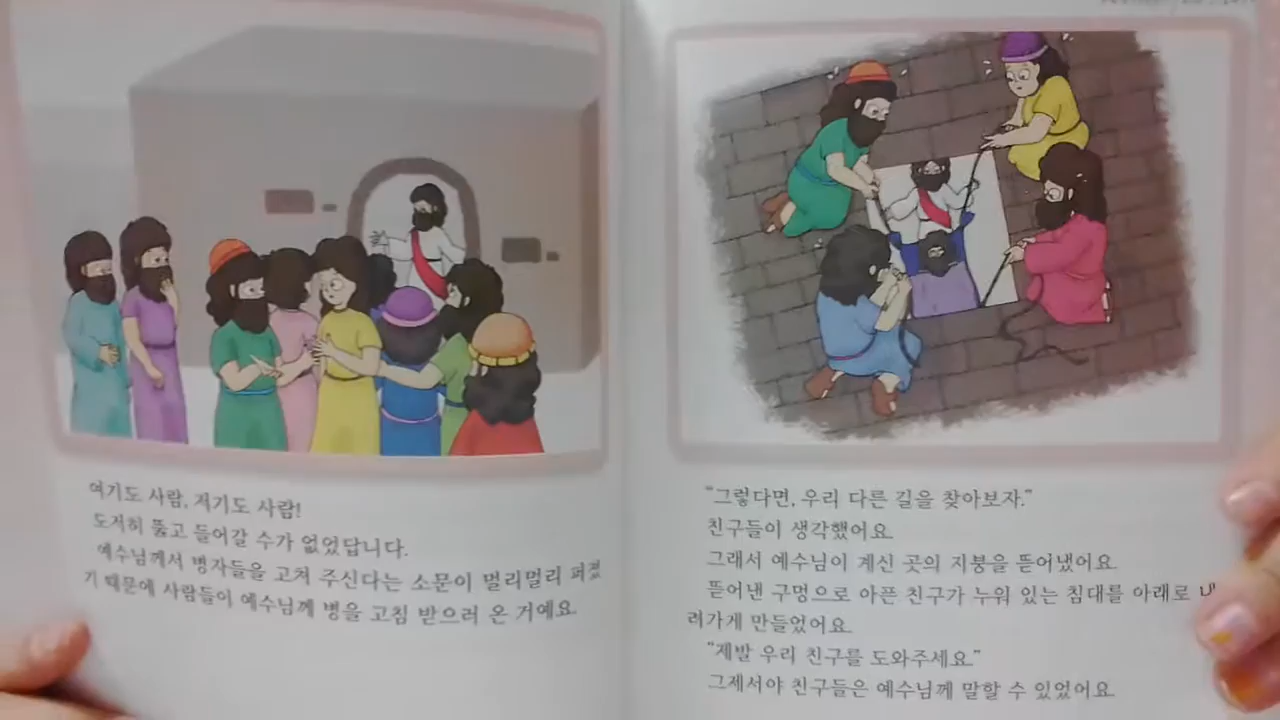 여기도 사람, 저기도 사람!
도저히 뚫고 들어갈 수가 없었답니다.
예수님께서 병자들을 고쳐 주신다는 소문이 멀리멀리 퍼졌
기 때문에 사람들이 예수님께 병을 고침 받으러 온 거예요.
"그렇다면, 우리 다른 길을 찾아보자."
친구들이 생각했어요.
그래서 예수님이 계신 곳의 지붕을 뜯어냈어요.
뜯어낸 구멍으로 아픈 친구가 누워 있는 침대를 아래로 내
려가게 만들었어요.
"제발 우리 친구를 도와주세요."
그제서야 친구들은 예수님께 말할 수 있었어요.